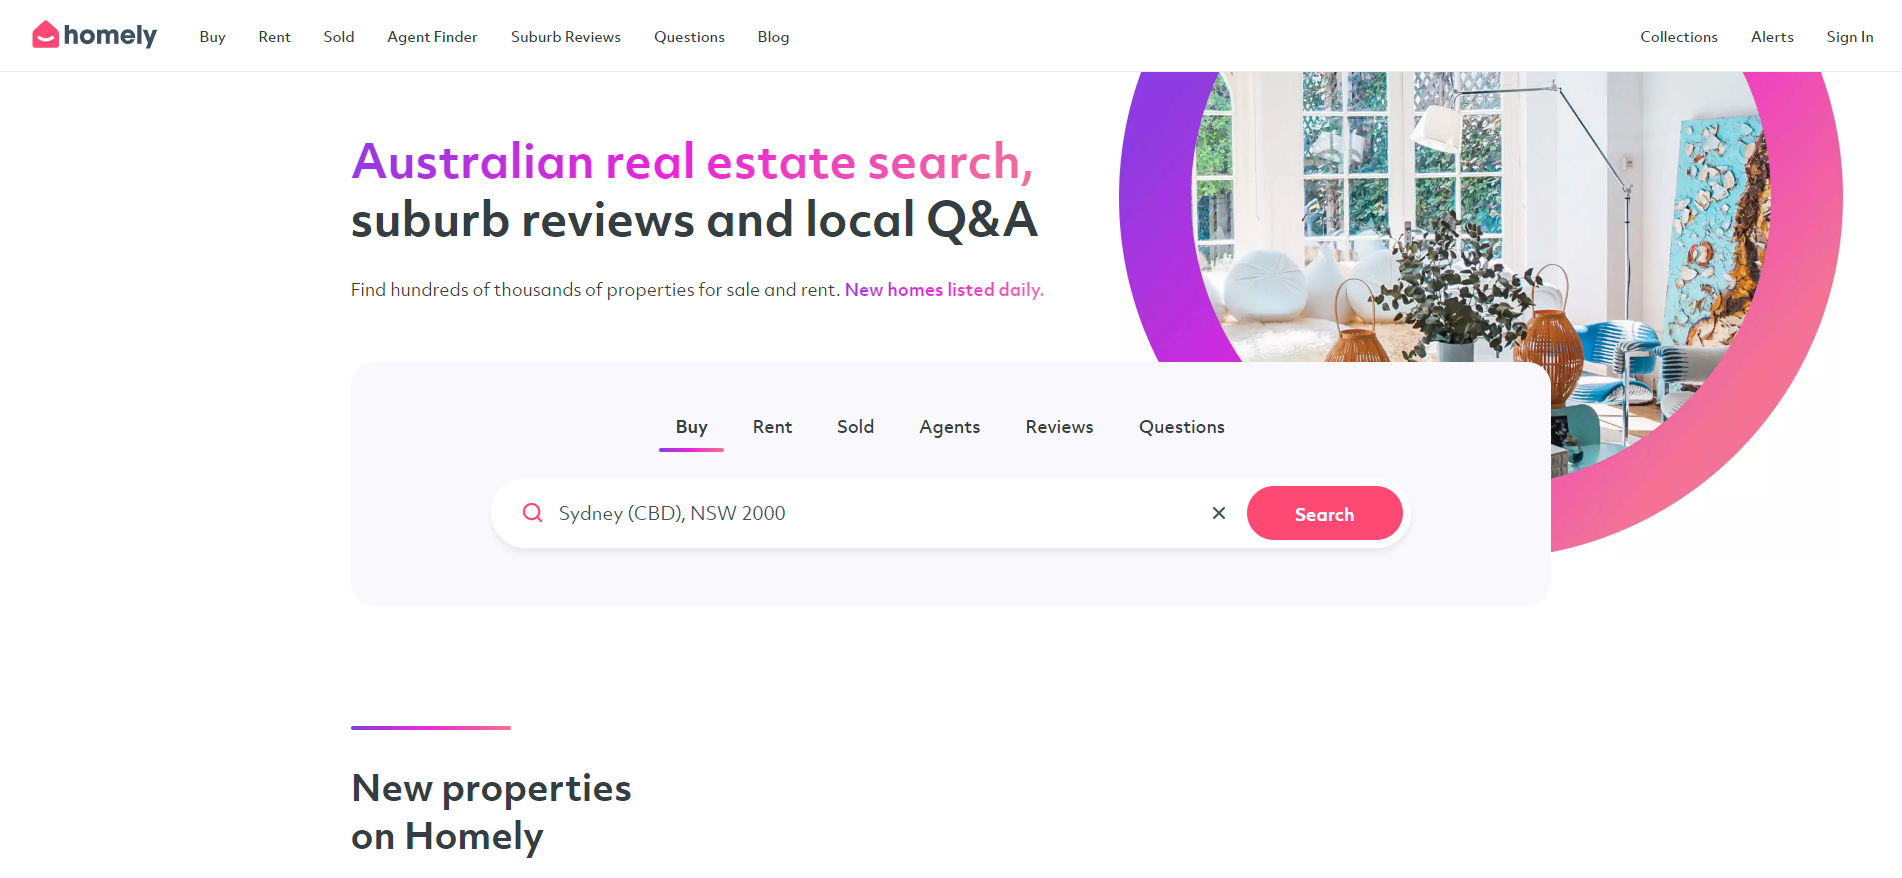 homely
Buy Rent Sold Agent Finder Suburb Reviews Questions Blog Collections Alerts Sign In
Australian real estate search,
suburb reviews and local Q&A
Find hundreds of thousands of properties for sale and rent. New homes listed daily.
Buy Rent Sold Agents Reviews Questions
Sydney (CBD), NSW 2000
Search
New properties
on Homely